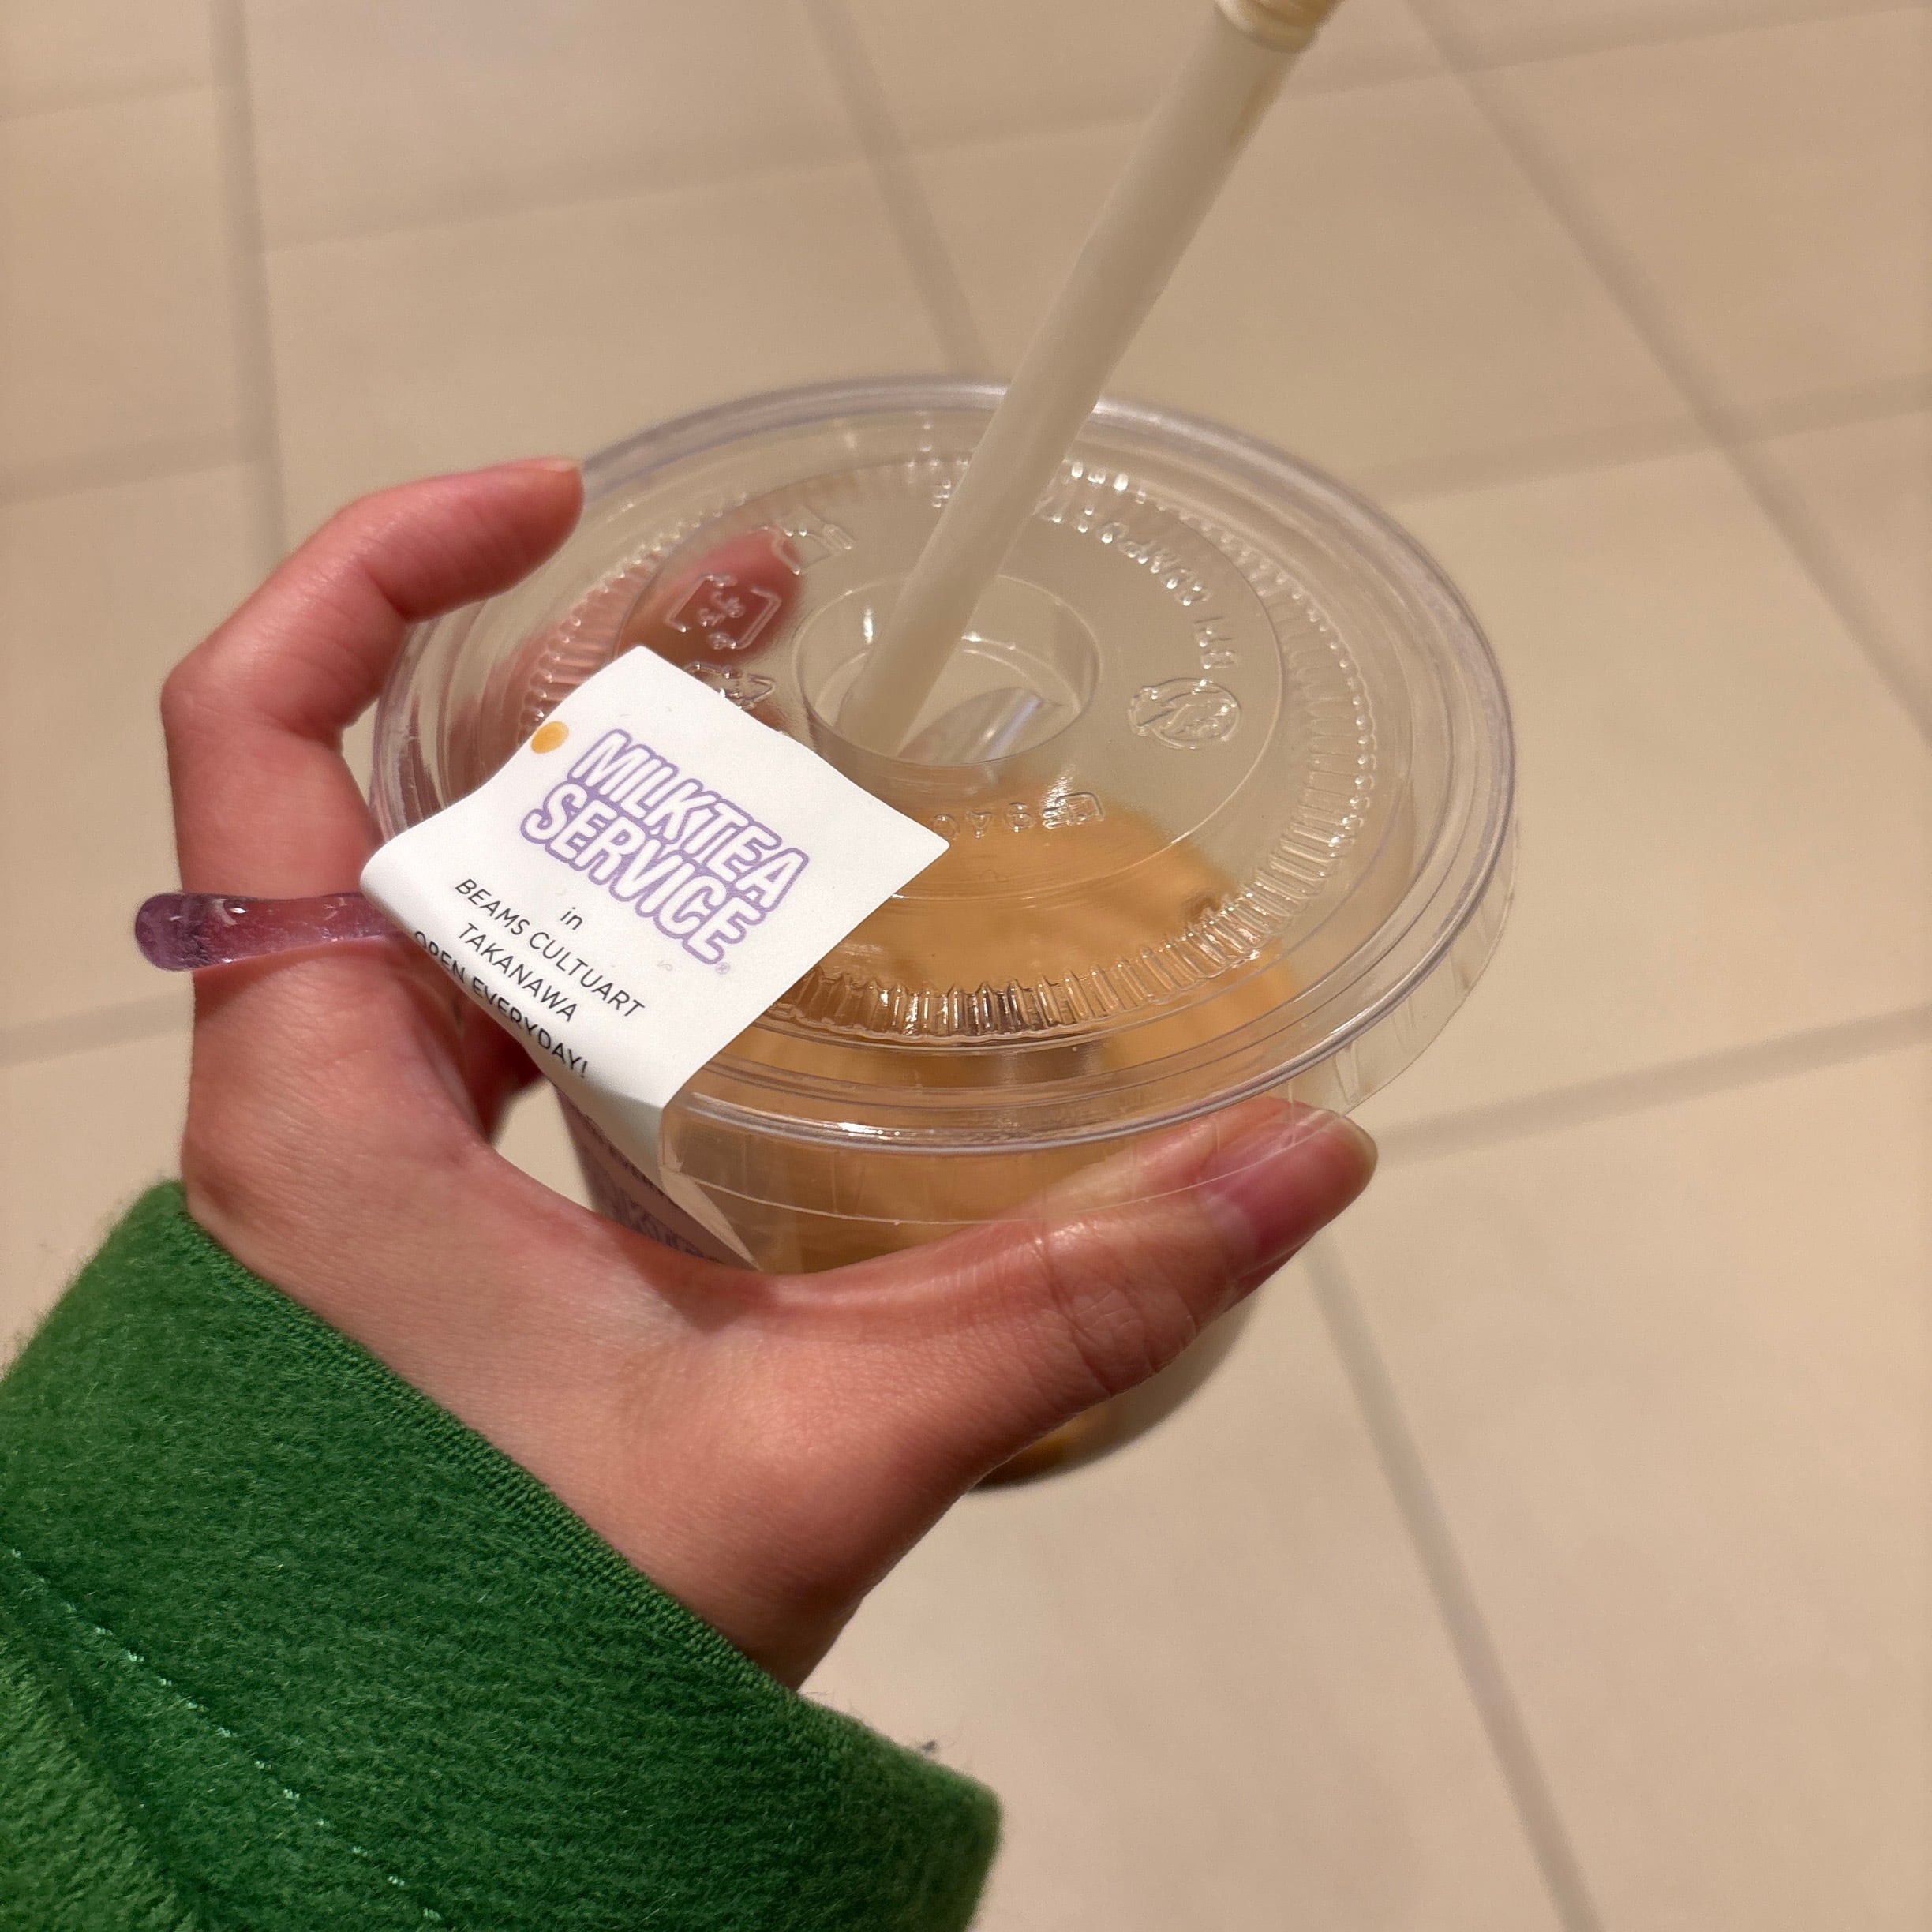 MILKTEA
SERVICE®
in
BEAMS CULTUART
TAKANAWA
OPEN EVERYDAY!